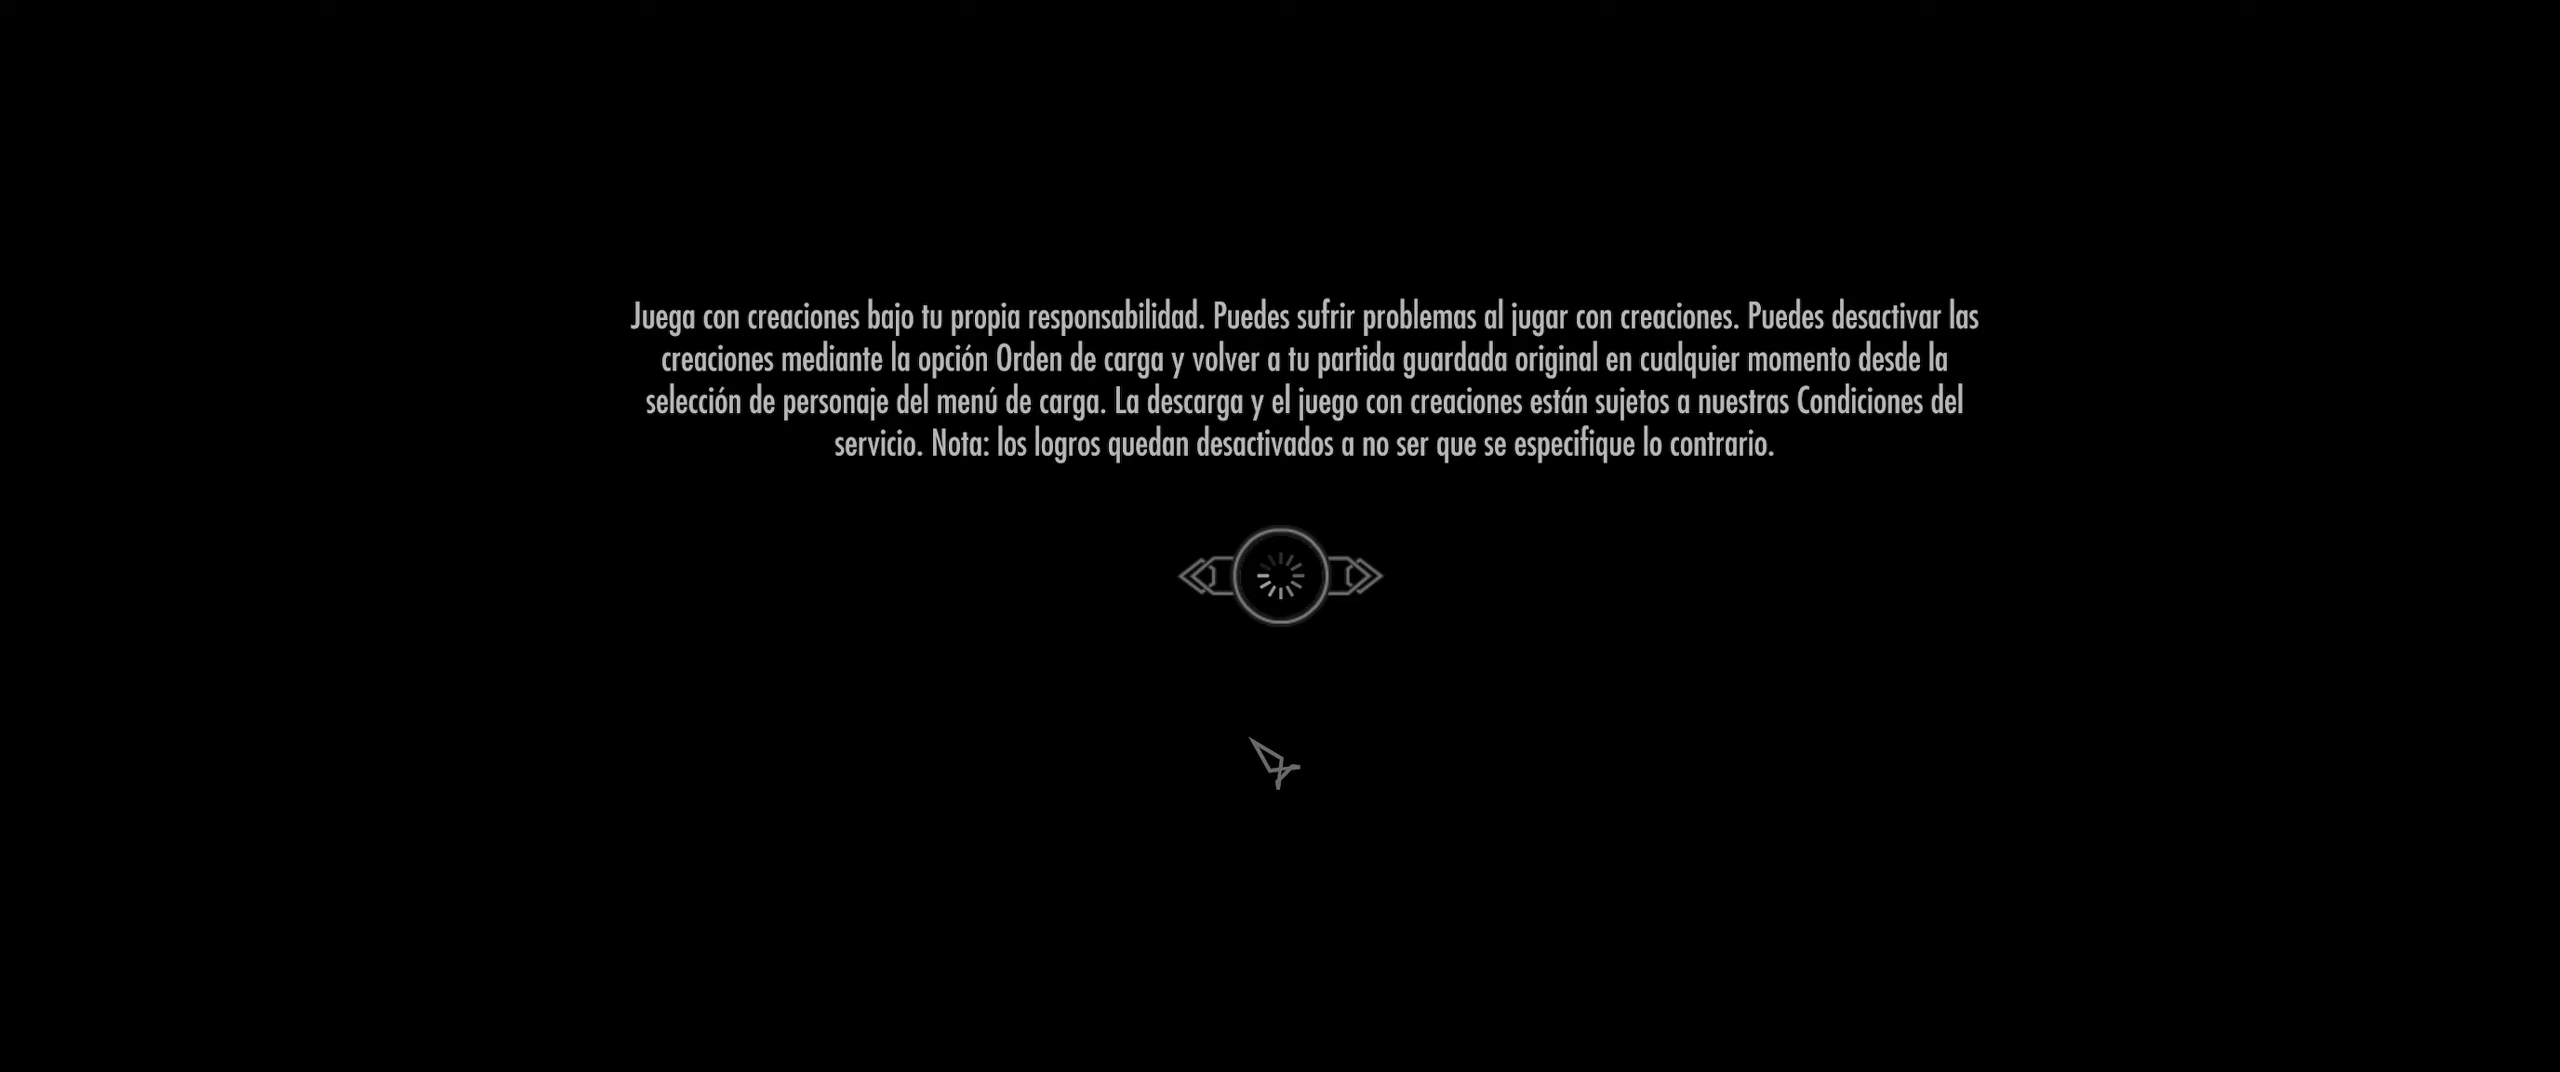 Juega con creaciones bajo tu propia responsabilidad. Puedes sufrir problemas al jugar con creaciones. Puedes desactivar las
creaciones mediante la opción Orden de carga y volver a tu partida guardada original en cualquier momento desde la
selección de personaje del menú de carga. La descarga y el juego con creaciones están sujetos a nuestras Condiciones del
servicio. Nota: los logros quedan desactivados a no ser que se especifique lo contrario.